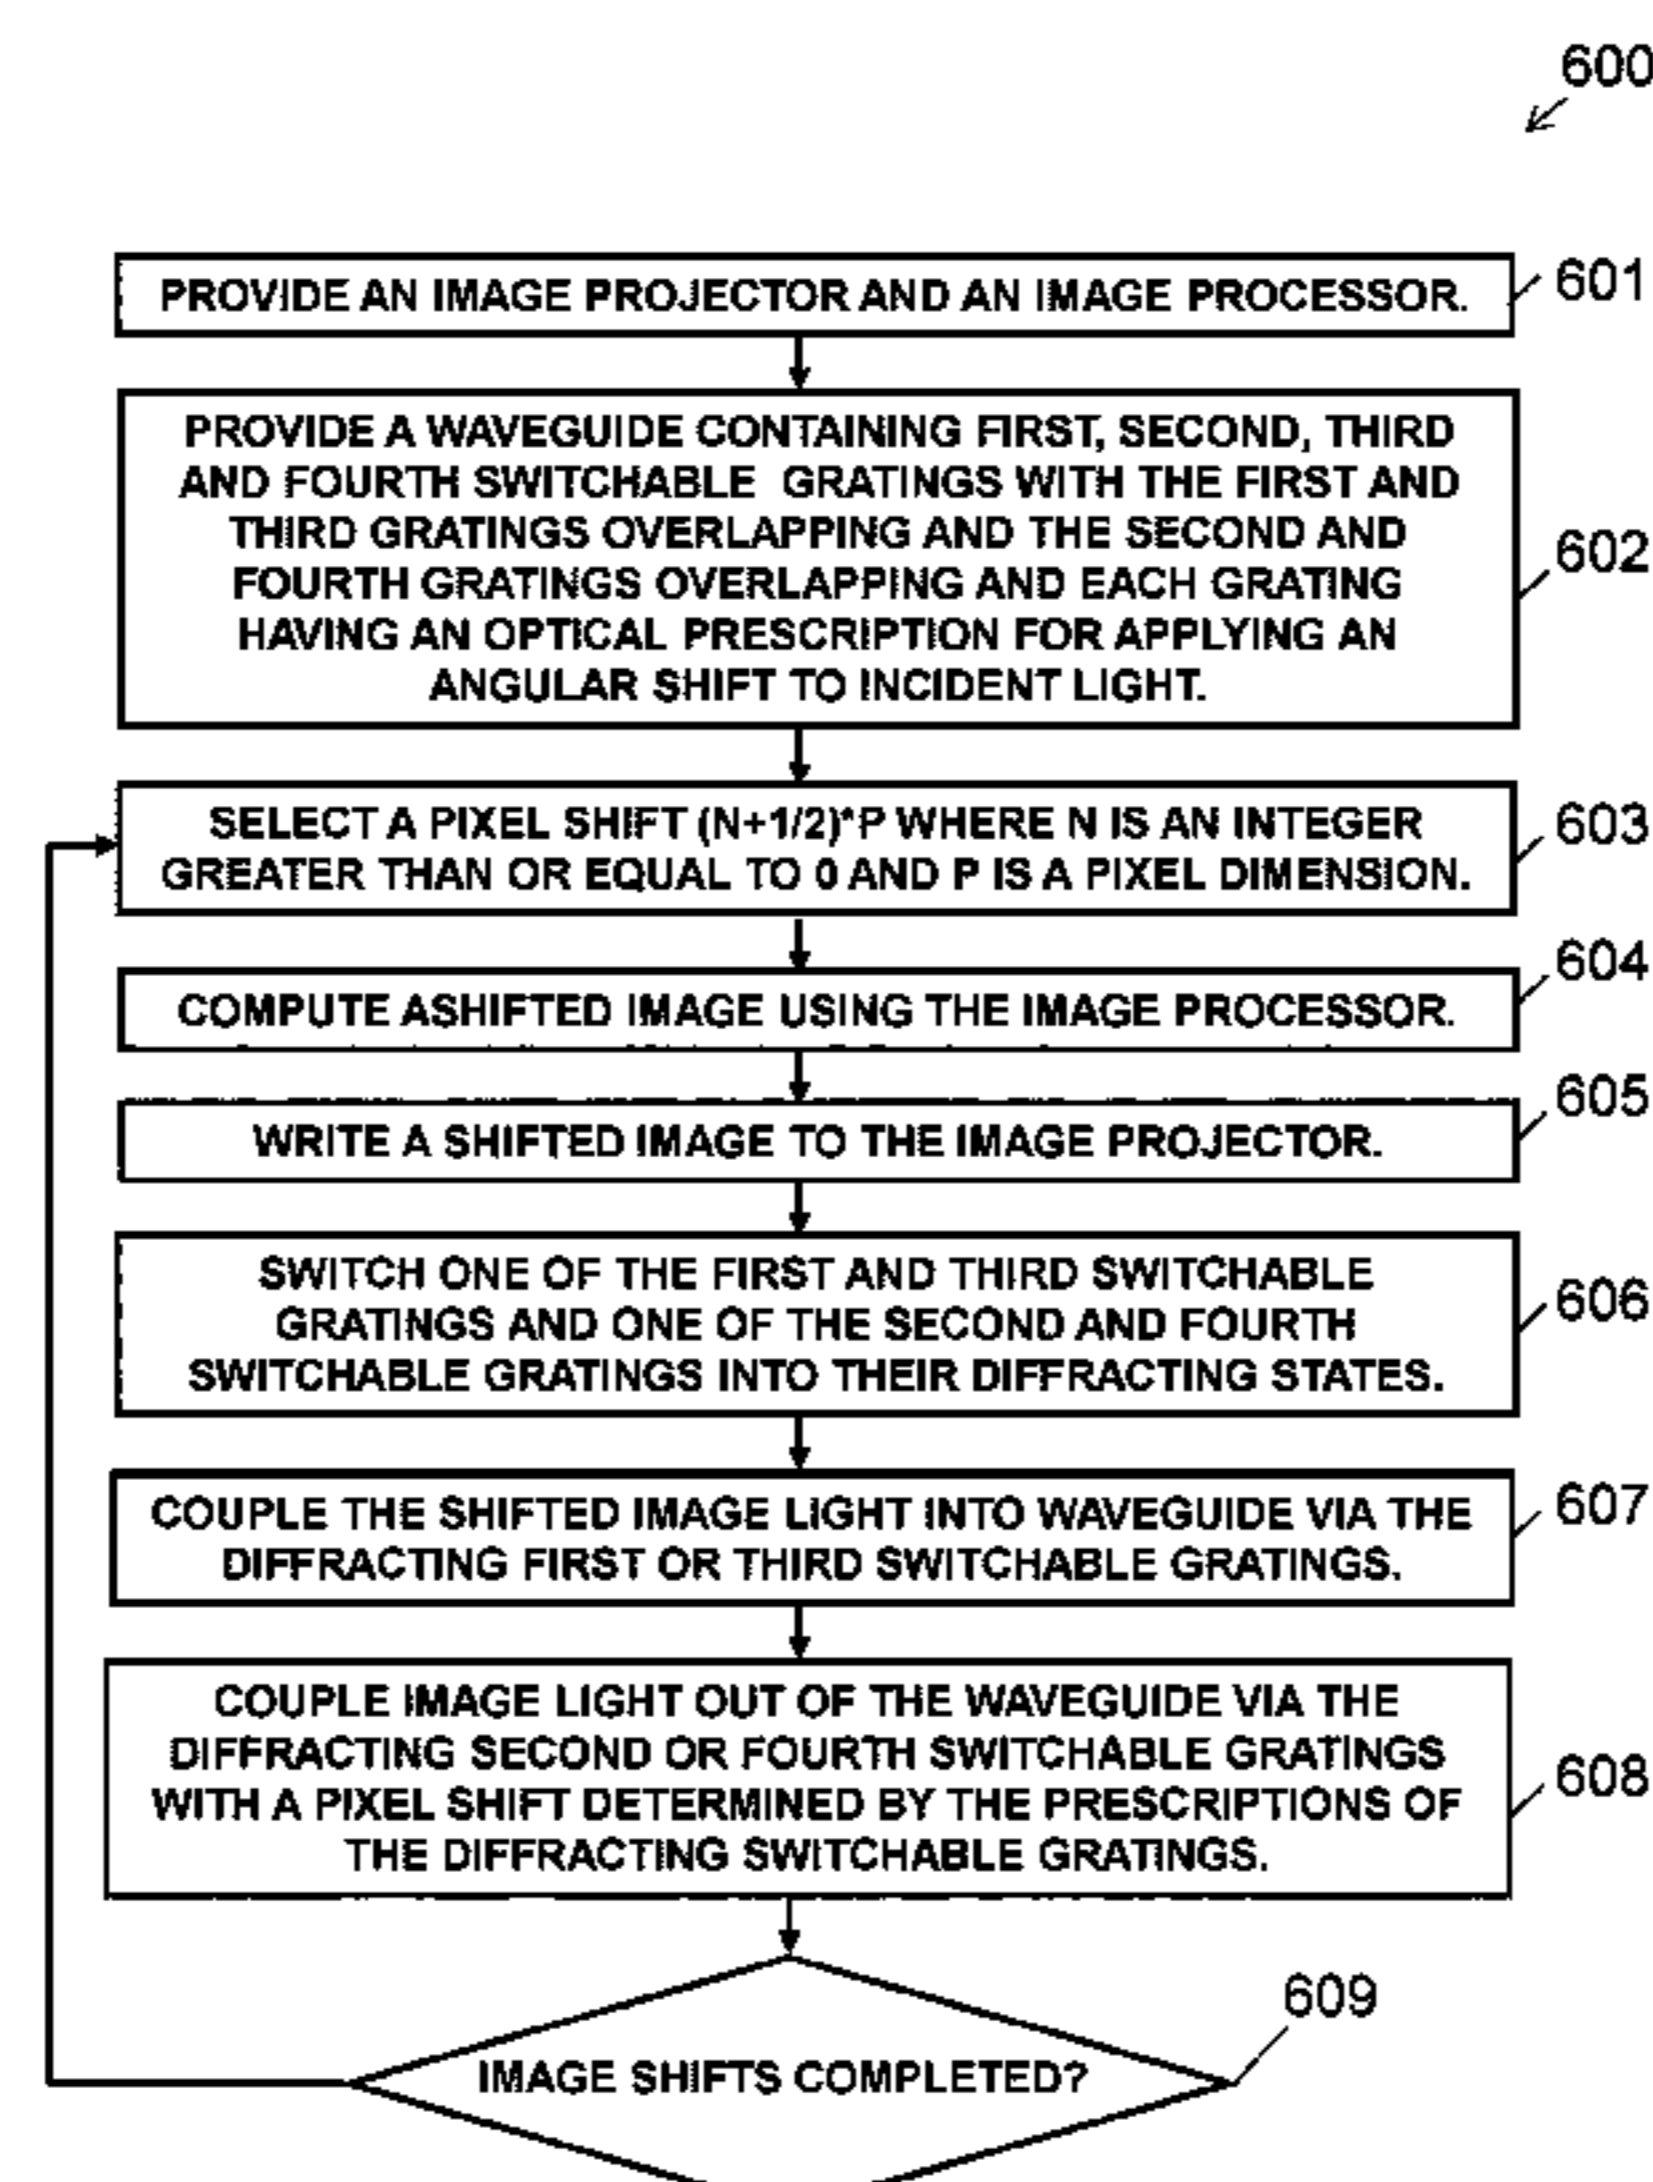 600
PROVIDE AN IMAGE PROJECTOR AND AN IMAGE PROCESSOR.
601
PROVIDE A WAVEGUIDE CONTAINING FIRST, SECOND, THIRD
AND FOURTH SWITCHABLE GRATINGS WITH THE FIRST AND
THIRD GRATINGS OVERLAPPING AND THE SECOND AND
FOURTH GRATINGS OVERLAPPING AND EACH GRATING
HAVING AN OPTICAL PRESCRIPTION FOR APPLYING AN
ANGULAR SHIFT TO INCIDENT LIGHT.
602
SELECT A PIXEL SHIFT (N+1/2)*P WHERE N IS AN INTEGER
GREATER THAN OR EQUAL TO 0 AND P IS A PIXEL DIMENSION.
603
COMPUTE ASHIFTED IMAGE USING THE IMAGE PROCESSOR.
604
WRITE A SHIFTED IMAGE TO THE IMAGE PROJECTOR.
605
SWITCH ONE OF THE FIRST AND THIRD SWITCHABLE
GRATINGS AND ONE OF THE SECOND AND FOURTH
SWITCHABLE GRATINGS INTO THEIR DIFFRACTING STATES.
606
COUPLE THE SHIFTED IMAGE LIGHT INTO WAVEGUIDE VIA THE
DIFFRACTING FIRST OR THIRD SWITCHABLE GRATINGS.
607
COUPLE IMAGE LIGHT OUT OF THE WAVEGUIDE VIA THE
DIFFRACTING SECOND OR FOURTH SWITCHABLE GRATINGS
WITH A PIXEL SHIFT DETERMINED BY THE PRESCRIPTIONS OF
THE DIFFRACTING SWITCHABLE GRATINGS.
608
IMAGE SHIFTS COMPLETED?
609